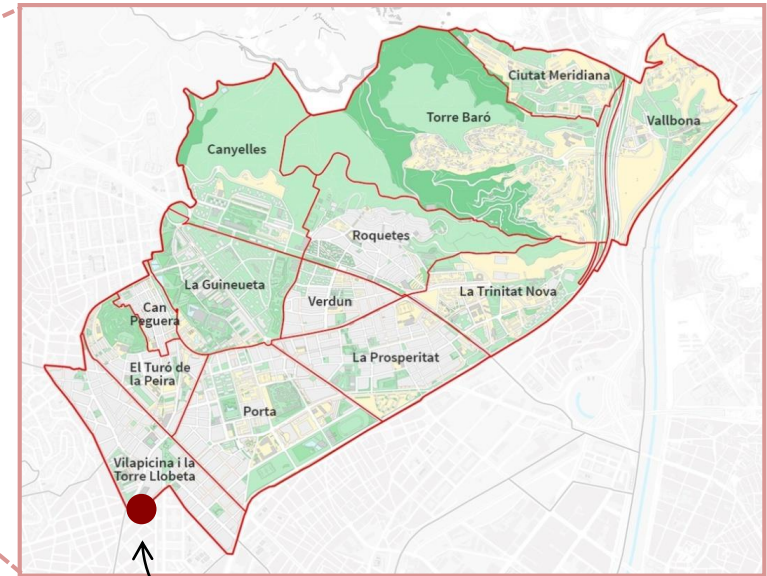 Ciutat Meridiana
Torre Baró
Vallbona
Canyelles
Roquetes
La Guineueta
La Trinitat Nova
Verdun
Can
Peguera
La Prosperitat
El Turó de
la Peira
Porta
Vilapicina i la
Torre Llobeta